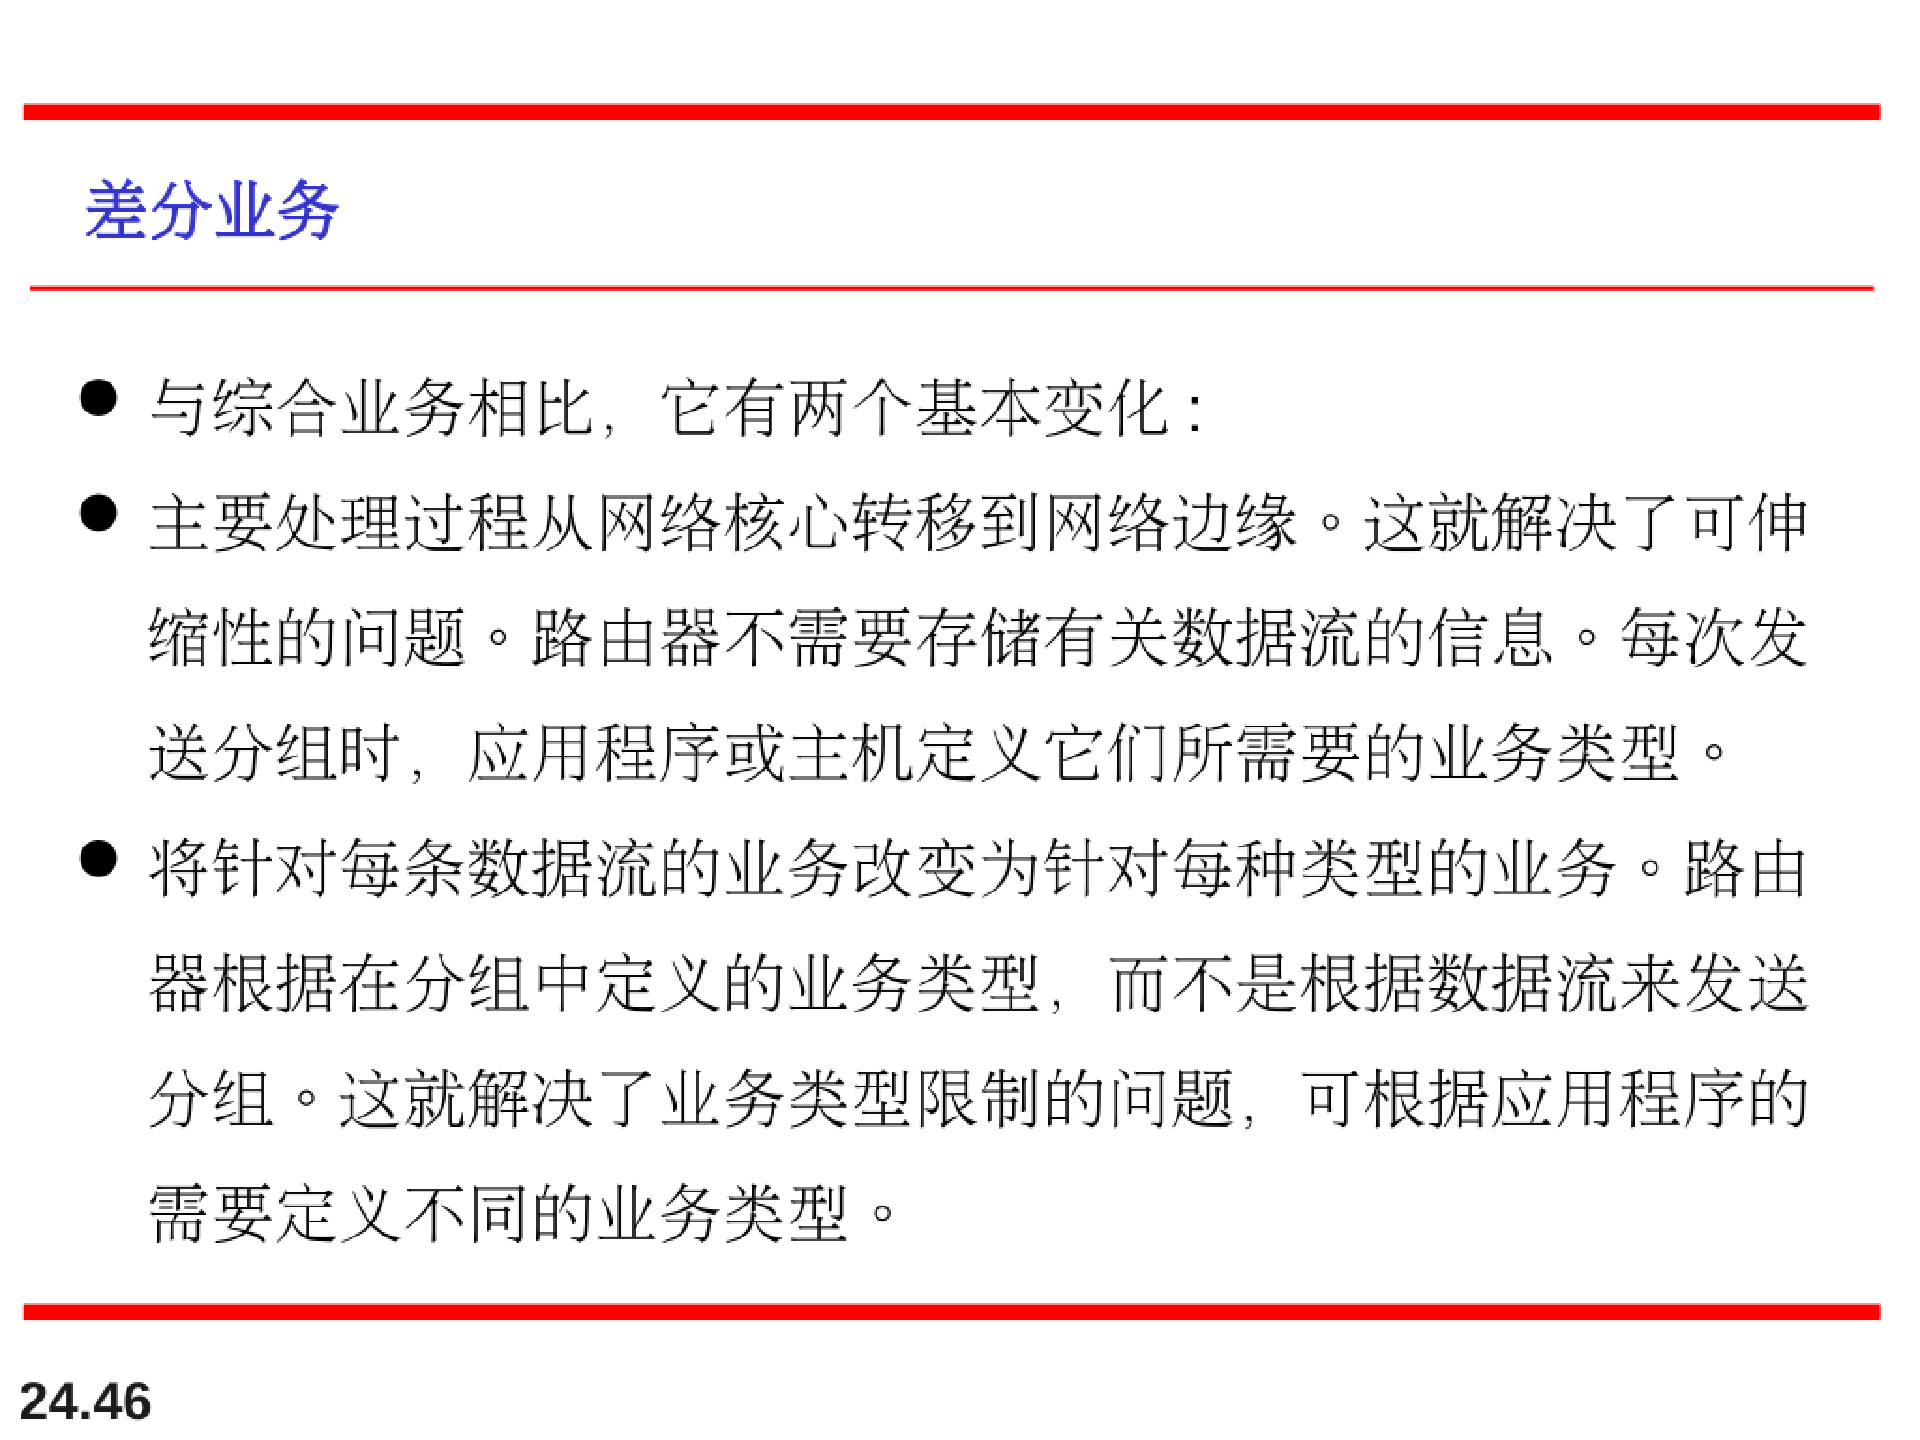 差分业务
● 与综合业务相比，它有两个基本变化：
● 主要处理过程从网络核心转移到网络边缘。这就解决了可伸
缩性的问题。路由器不需要存储有关数据流的信息。每次发
送分组时，应用程序或主机定义它们所需要的业务类型。
● 将针对每条数据流的业务改变为针对每种类型的业务。路由
器根据在分组中定义的业务类型，而不是根据数据流来发送
分组。这就解决了业务类型限制的问题，可根据应用程序的
需要定义不同的业务类型。
24.46